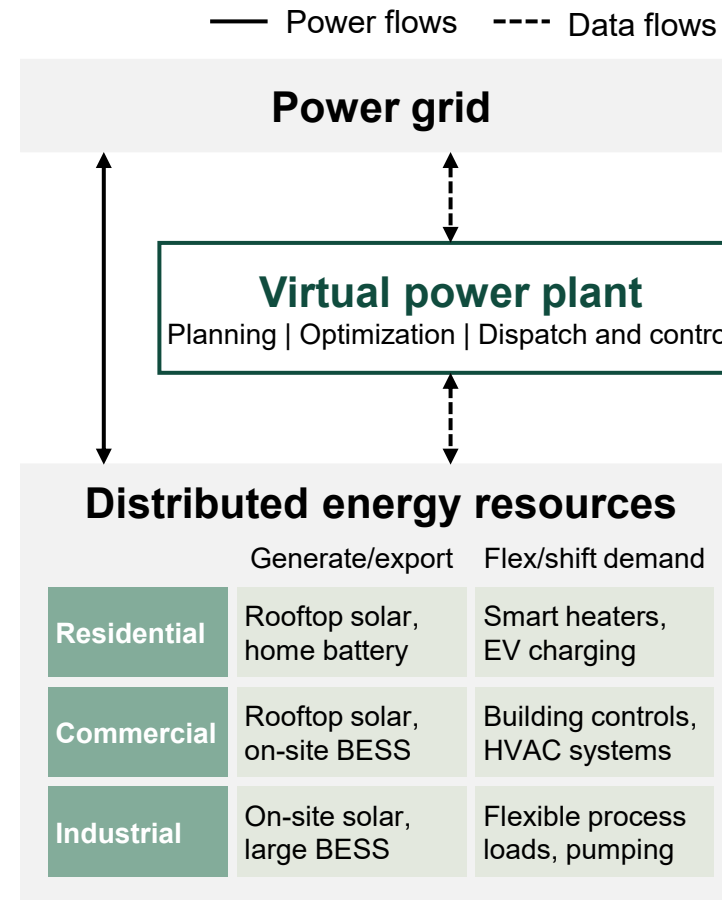 Power flows
Data flows
Power grid
Virtual power plant
Planning | Optimization | Dispatch and contro
Distributed energy resources
Generate/export
Flex/shift demand
Residential
Rooftop solar,
home battery
Smart heaters,
EV charging
Commercial
Rooftop solar,
on-site BESS
Building controls,
HVAC systems
Industrial
On-site solar,
large BESS
Flexible process
loads, pumping